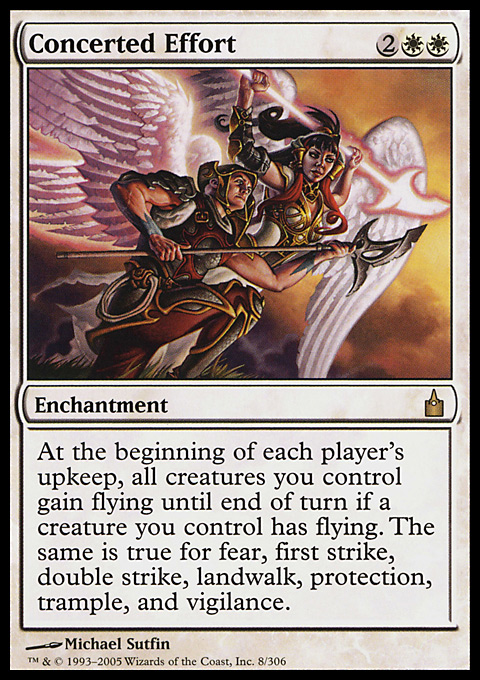 Concerted Effort 2
Enchantment
At the beginning of each player's
upkeep, all creatures you control
gain flying until end of turn if a
creature you control has flying. The
same is true for fear, first strike,
double strike, landwalk, protection,
trample, and vigilance.
Michael Sutfin
™ & © 1993–2005 Wizards of the Coast, Inc. 8/306